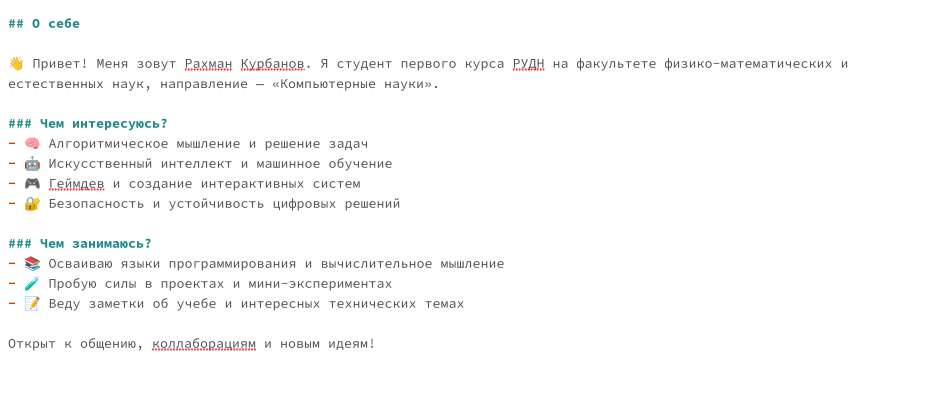 ## О себе
👋 Привет! Меня зовут Рахман Курбанов. Я студент первого курса РУДН на факультете физико-математических и
естественных наук, направление — «Компьютерные науки».
### Чем интересуюсь?
- 🧠 Алгоритмическое мышление и решение задач
- 🤖 Искусственный интеллект и машинное обучение
- 🎮 Геймдев и создание интерактивных систем
- 🔐 Безопасность и устойчивость цифровых решений
### Чем занимаюсь?
- 📚 Осваиваю языки программирования и вычислительное мышление
- 🧪 Пробую силы в проектах и мини-экспериментах
- 📝 Веду заметки об учебе и интересных технических темах
Открыт к общению, коллаборациям и новым идеям!